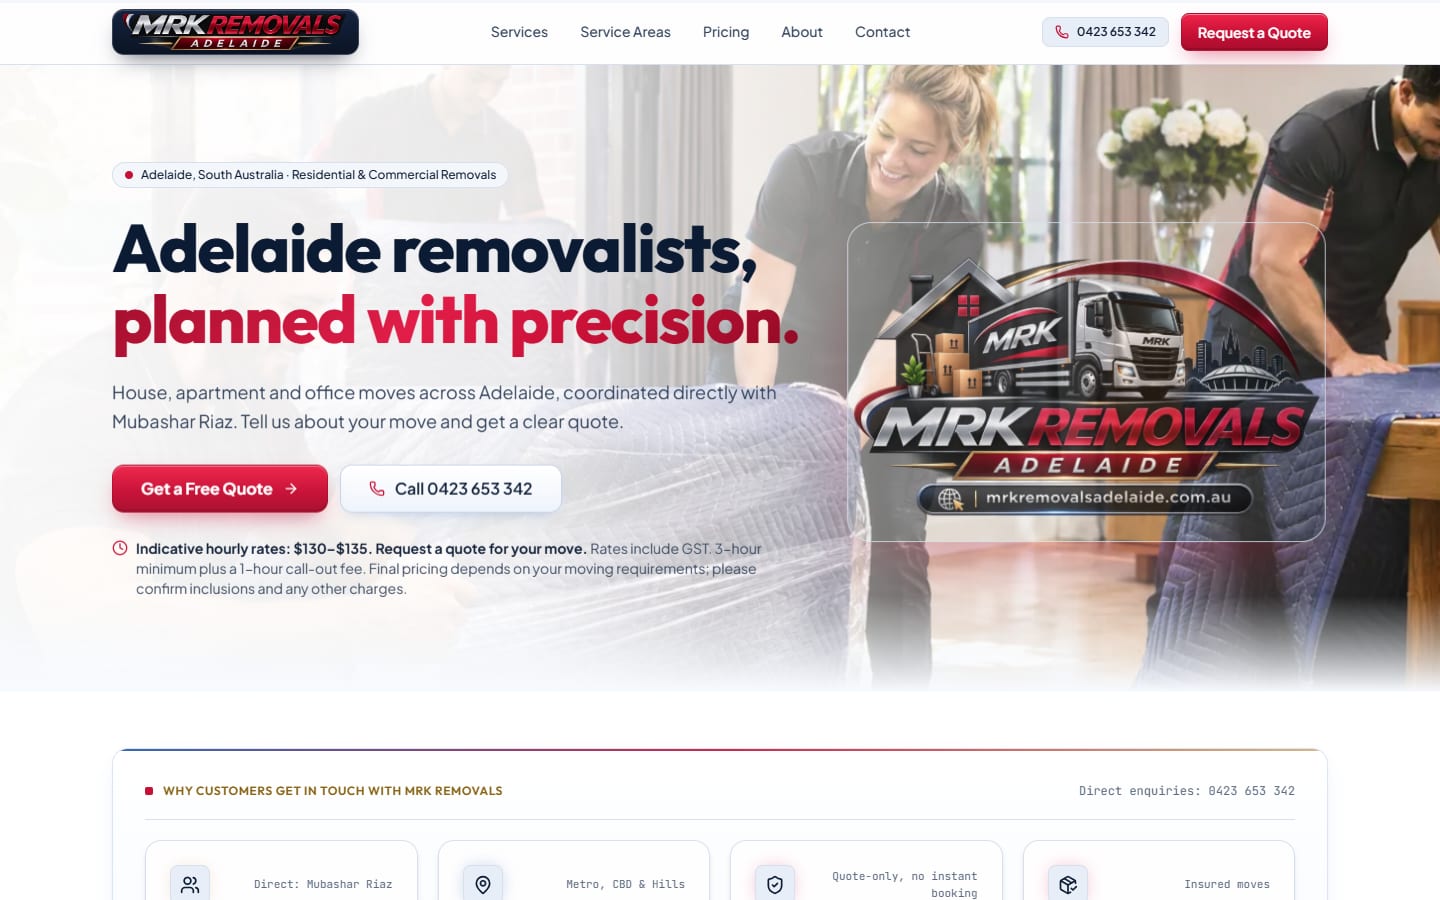 MRK REMOVALS
ADELAIDE
Services
Service Areas
Pricing
About
Contact
0423 653 342
Request a Quote
Adelaide, South Australia · Residential & Commercial Removals
Adelaide removalists,
planned with precision.
House, apartment and office moves across Adelaide, coordinated directly with
Mubashar Riaz. Tell us about your move and get a clear quote.
Get a Free Quote
Call 0423 653 342
Indicative hourly rates: $130–$135. Request a quote for your move. Rates include GST. 3-hour
minimum plus a 1-hour call-out fee. Final pricing depends on your moving requirements; please
confirm inclusions and any other charges.
MRK
MRK
MRK REMOVALS
ADELAIDE
mrkremovalsadelaide.com.au
WHY CUSTOMERS GET IN TOUCH WITH MRK REMOVALS
Direct enquiries: 0423 653 342
Direct: Mubashar Riaz
Metro, CBD & Hills
Quote-only, no instant
booking
Insured moves